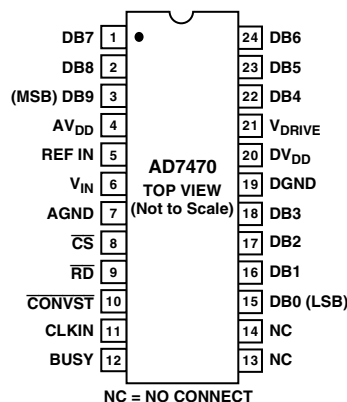 DB7 1 24 DB6
DB8 2 23 DB5
(MSB) DB9 3 22 DB4
AVDD 4 21 VDRIVE
REF IN 5 20 DVDD
VIN 6 19 DGND
AGND 7 18 DB3
CS 8 17 DB2
RD 9 16 DB1
CONVST 10 15 DB0 (LSB)
CLKIN 11 14 NC
BUSY 12 13 NC
AD7470
TOP VIEW
(Not to Scale)
NC = NO CONNECT